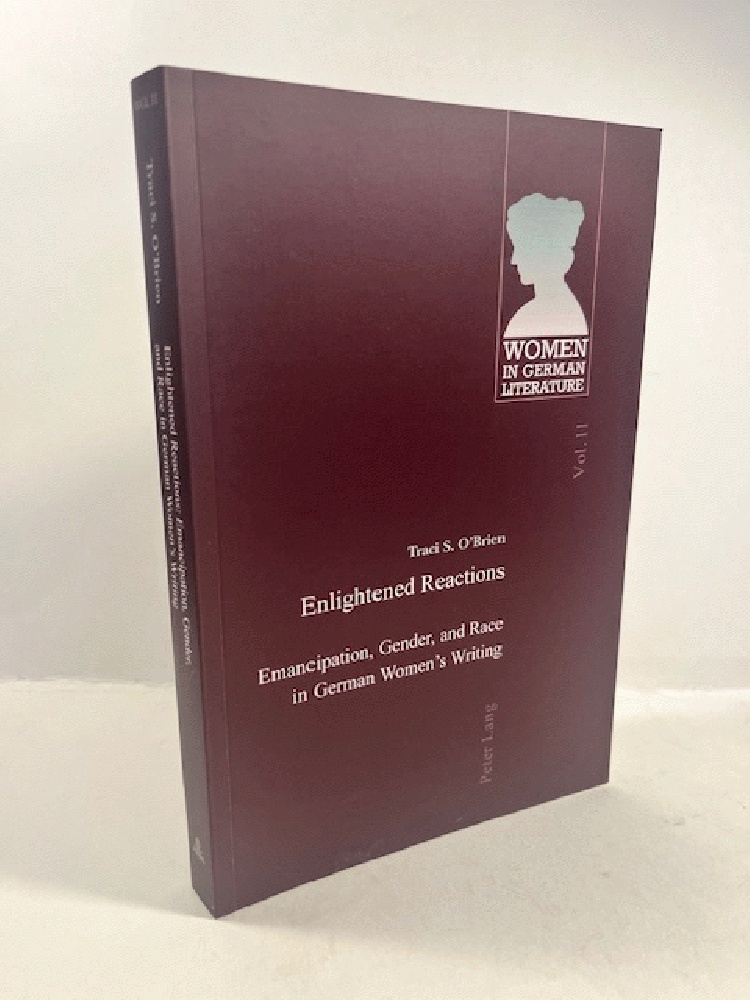 WOMEN
IN GERMAN
LITERATURE
Vol. 11
Traci S. O'Brien
Enlightened Reactions
Emancipation, Gender, and Race
in German Women's Writing
Peter Lang
Traci S. O'Brien
Enlightened Reactions: Emancipation, Gender,
and Race in German Women's Writing